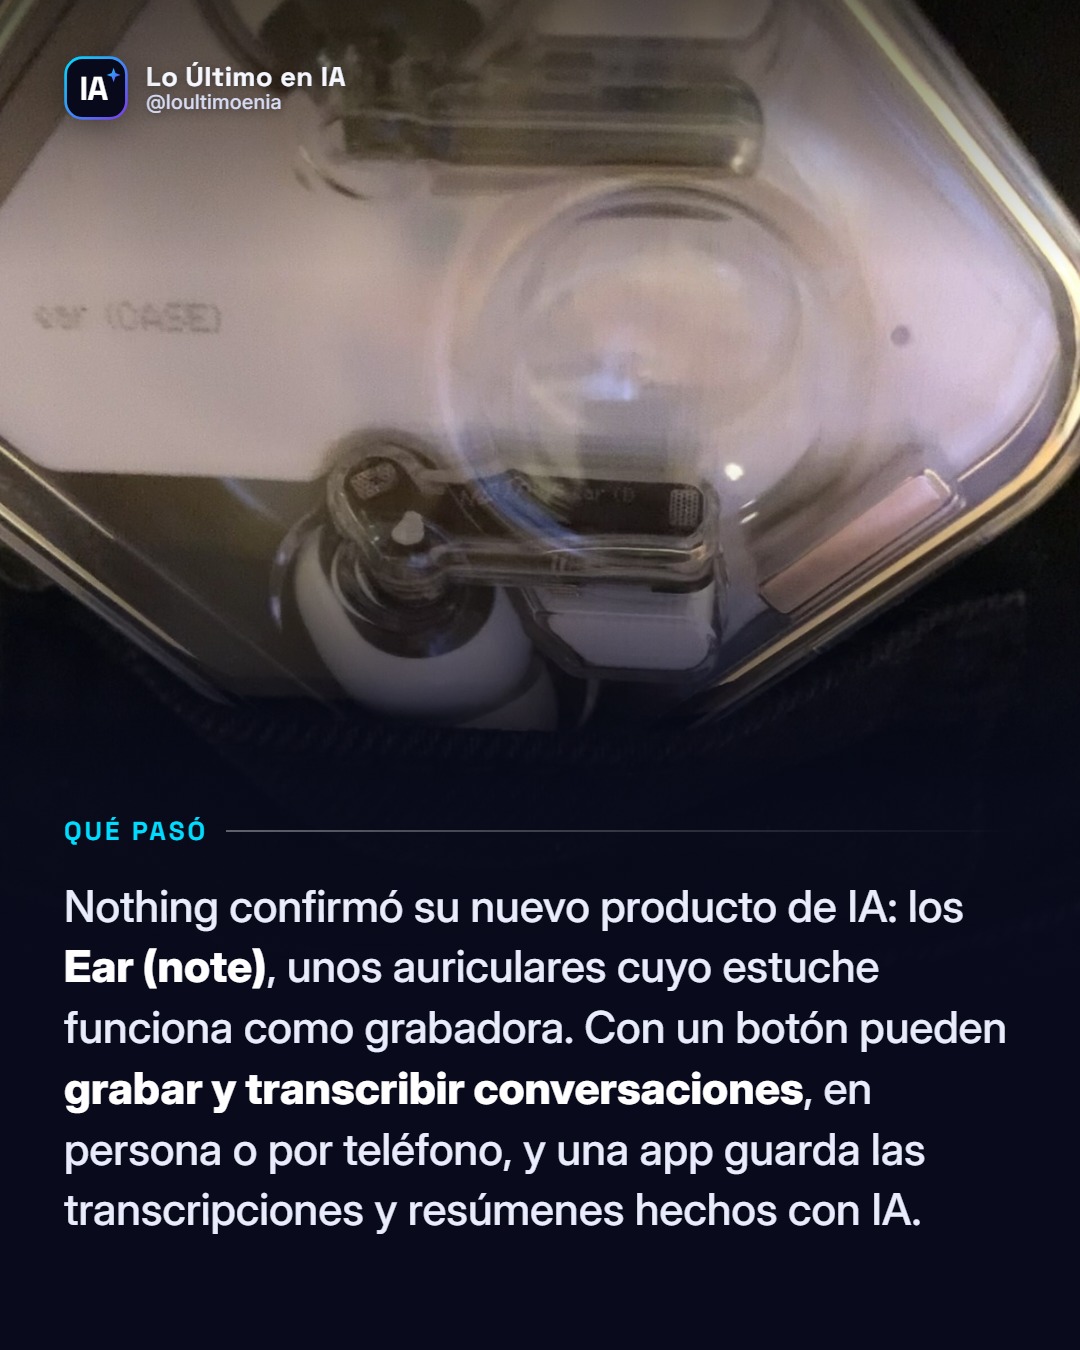 IA
Lo Último en IA
@loultimoenia
ear (CASE)
QUÉ PASÓ
Nothing confirmó su nuevo producto de IA: los
Ear (note), unos auriculares cuyo estuche
funciona como grabadora. Con un botón pueden
grabar y transcribir conversaciones, en
persona o por teléfono, y una app guarda las
transcripciones y resúmenes hechos con IA.